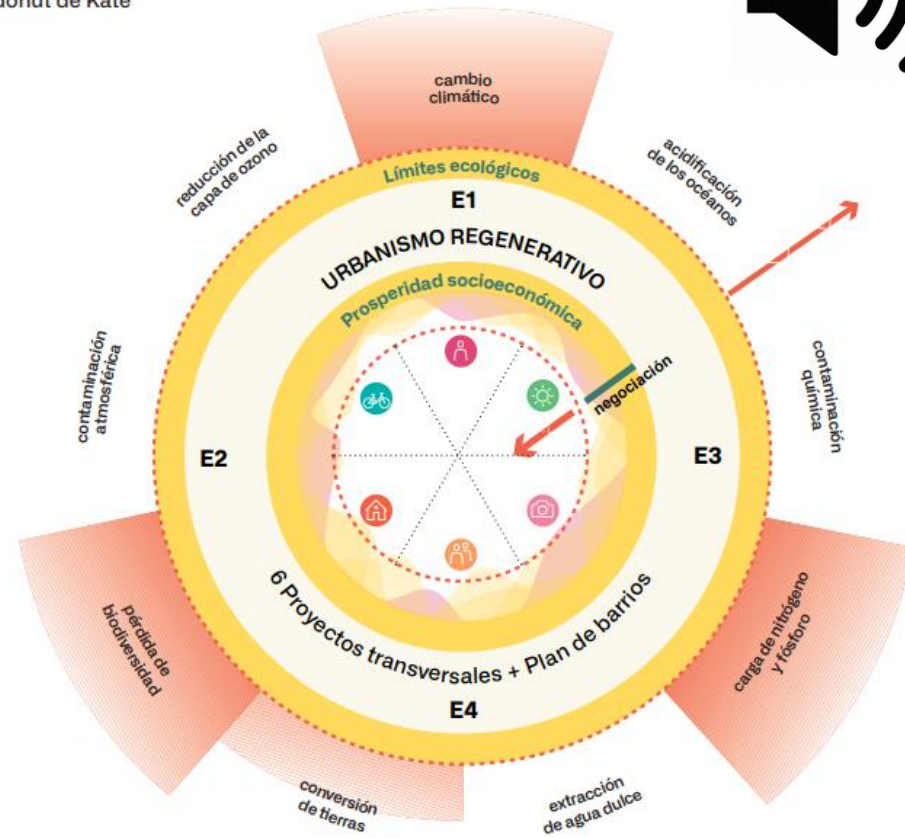 donut de Kate
cambio
climático
reducción de la
capa de ozono
acidificación
de los océanos
Límites ecológicos
E1
URBANISMO REGENERATIVO
Prosperidad socioeconómica
contaminación
atmosférica
contaminación
química
negociación
E2
E3
pérdida de
biodiversidad
6 Proyectos transversales + Plan de barrios
carga de nitrógeno
y fósforo
E4
conversión
de tierras
extracción
de agua dulce